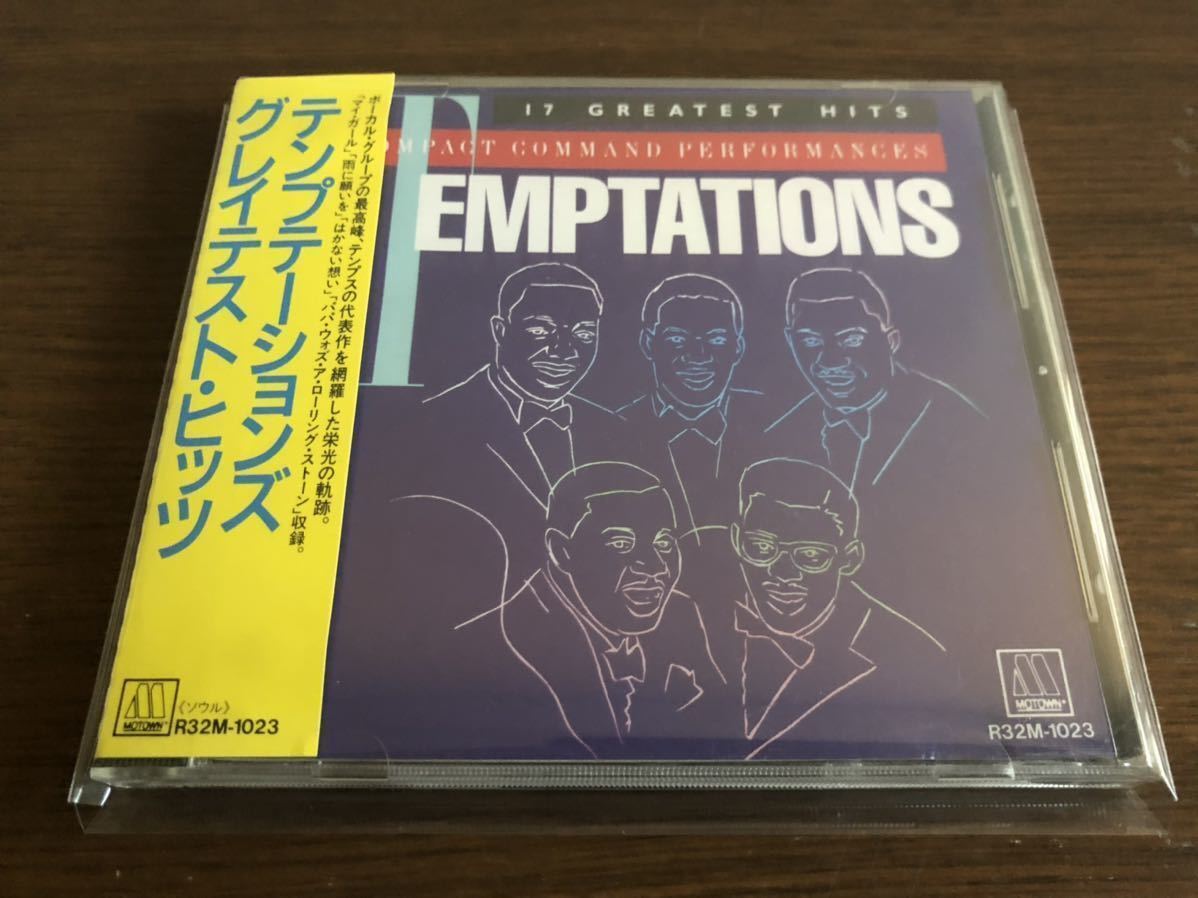 テンプテーションズ
グレイテスト・ヒッツ
ボーカル・グループの最高峰、テンプスの代表作を網羅した栄光の軌跡。
「マイ・ガール」「雨に願いを」「はかない想い」「パパ・ウォズ・ア・ローリング・ストーン」収録。
MOTOWN
《ソウル》
R32M-1023
17 GREATEST HITS
OMPACT COMMAND PERFORMANCES
TEMPTATIONS
MOTOWN
R32M-1023